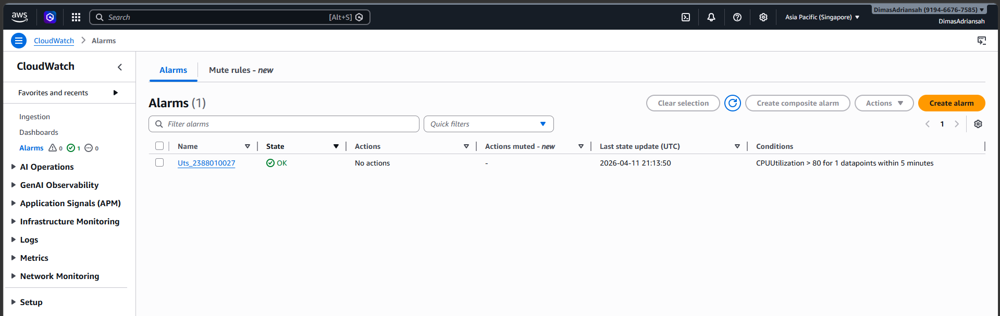 aws
Search [Alt+S]
Asia Pacific (Singapore)
DimasAdriansah (9194-6676-7585)
DimasAdriansah
CloudWatch Alarms
CloudWatch
Favorites and recents
Ingestion
Dashboards
Alarms 0 1 0
AI Operations
GenAI Observability
Application Signals (APM)
Infrastructure Monitoring
Logs
Metrics
Network Monitoring
Setup
Alarms Mute rules - new
Alarms (1)
Clear selection Create composite alarm Actions Create alarm
Filter alarms Quick filters 1
Name State Actions Actions muted - new Last state update (UTC) Conditions
Uts_2388010027 OK No actions - 2026-04-11 21:13:50 CPUUtilization > 80 for 1 datapoints within 5 minutes